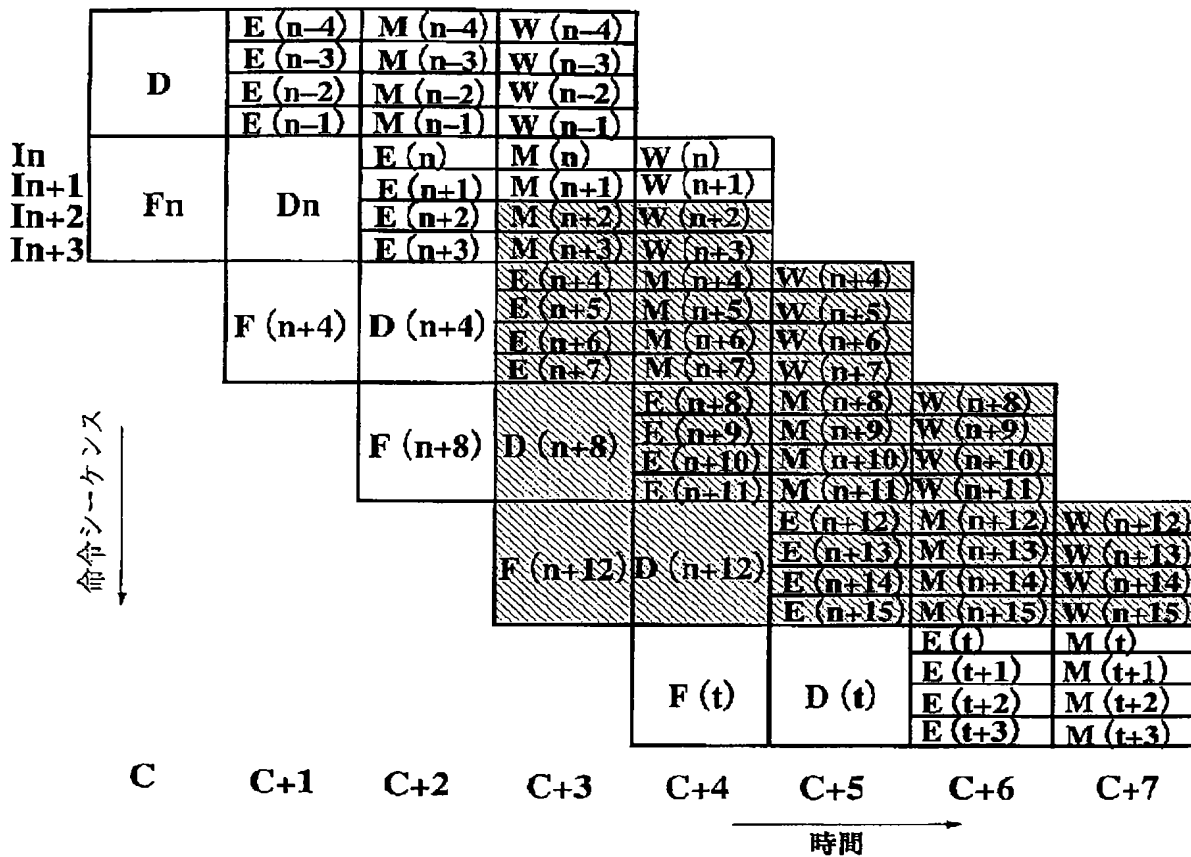 E (n–4) M (n–4) W (n–4)
E (n–3) M (n–3) W (n–3)
D
E (n–2) M (n–2) W (n–2)
E (n–1) M (n–1) W (n–1)
In E (n) M (n) W (n)
In+1 E (n+1) M (n+1) W (n+1)
Fn Dn
In+2 E (n+2) M (n+2) W (n+2)
In+3 E (n+3) M (n+3) W (n+3)
E (n+4) M (n+4) W (n+4)
E (n+5) M (n+5) W (n+5)
F (n+4) D (n+4)
E (n+6) M (n+6) W (n+6)
E (n+7) M (n+7) W (n+7)
E (n+8) M (n+8) W (n+8)
E (n+9) M (n+9) W (n+9)
F (n+8) D (n+8)
E (n+10) M (n+10) W (n+10)
E (n+11) M (n+11) W (n+11)
E (n+12) M (n+12) W (n+12)
E (n+13) M (n+13) W (n+13)
F (n+12) D (n+12)
E (n+14) M (n+14) W (n+14)
E (n+15) M (n+15) W (n+15)
E (t) M (t)
E (t+1) M (t+1)
F (t) D (t)
E (t+2) M (t+2)
E (t+3) M (t+3)
命令シーケンス
C C+1 C+2 C+3 C+4 C+5 C+6 C+7
時間